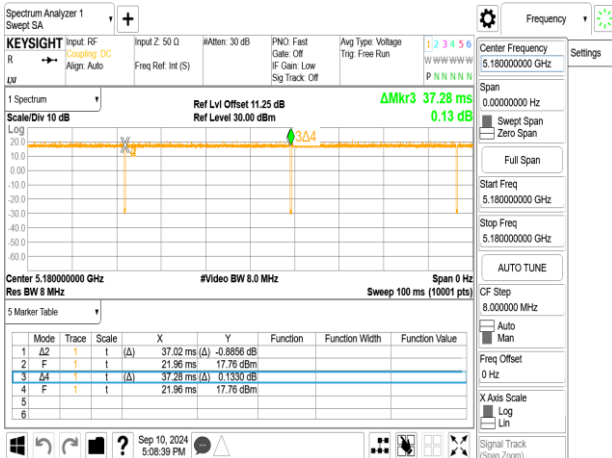 Spectrum Analyzer 1
Swept SA
Frequency
Settings
KEYSIGHT
R
Input: RF
Coupling: DC
Align: Auto
Input Z: 50 Ω
Freq Ref: Int (S)
#Atten: 30 dB
PNO: Fast
Gate: Off
IF Gain: Low
Sig Track: Off
Avg Type: Voltage
Trig: Free Run
1 2 3 4 5 6
W W W W W W
P N N N N N
1 Spectrum
Scale/Div 10 dB
Ref Lvl Offset 11.25 dB
Ref Level 30.00 dBm
ΔMkr3 37.28 ms
0.13 dB
Log
20.0
10.0
0.00
-10.0
-20.0
-30.0
-40.0
-50.0
-60.0
3Δ4
Center 5.180000000 GHz
Res BW 8 MHz
#Video BW 8.0 MHz
Span 0 Hz
Sweep 100 ms (10001 pts)
5 Marker Table
Mode Trace Scale X Y Function Function Width Function Value
1 Δ2 1 t (Δ) 37.02 ms (Δ) -0.8856 dB
2 F 1 t 21.96 ms 17.76 dBm
3 Δ4 1 t (Δ) 37.28 ms (Δ) 0.1330 dB
4 F 1 t 21.96 ms 17.76 dBm
5
6
Sep 10, 2024
5:08:39 PM
Center Frequency
5.180000000 GHz
Span
0.00000000 Hz
Swept Span
Zero Span
Full Span
Start Freq
5.180000000 GHz
Stop Freq
5.180000000 GHz
AUTO TUNE
CF Step
8.000000 MHz
Auto
Man
Freq Offset
0 Hz
X Axis Scale
Log
Lin
Signal Track
(Span Zoom)